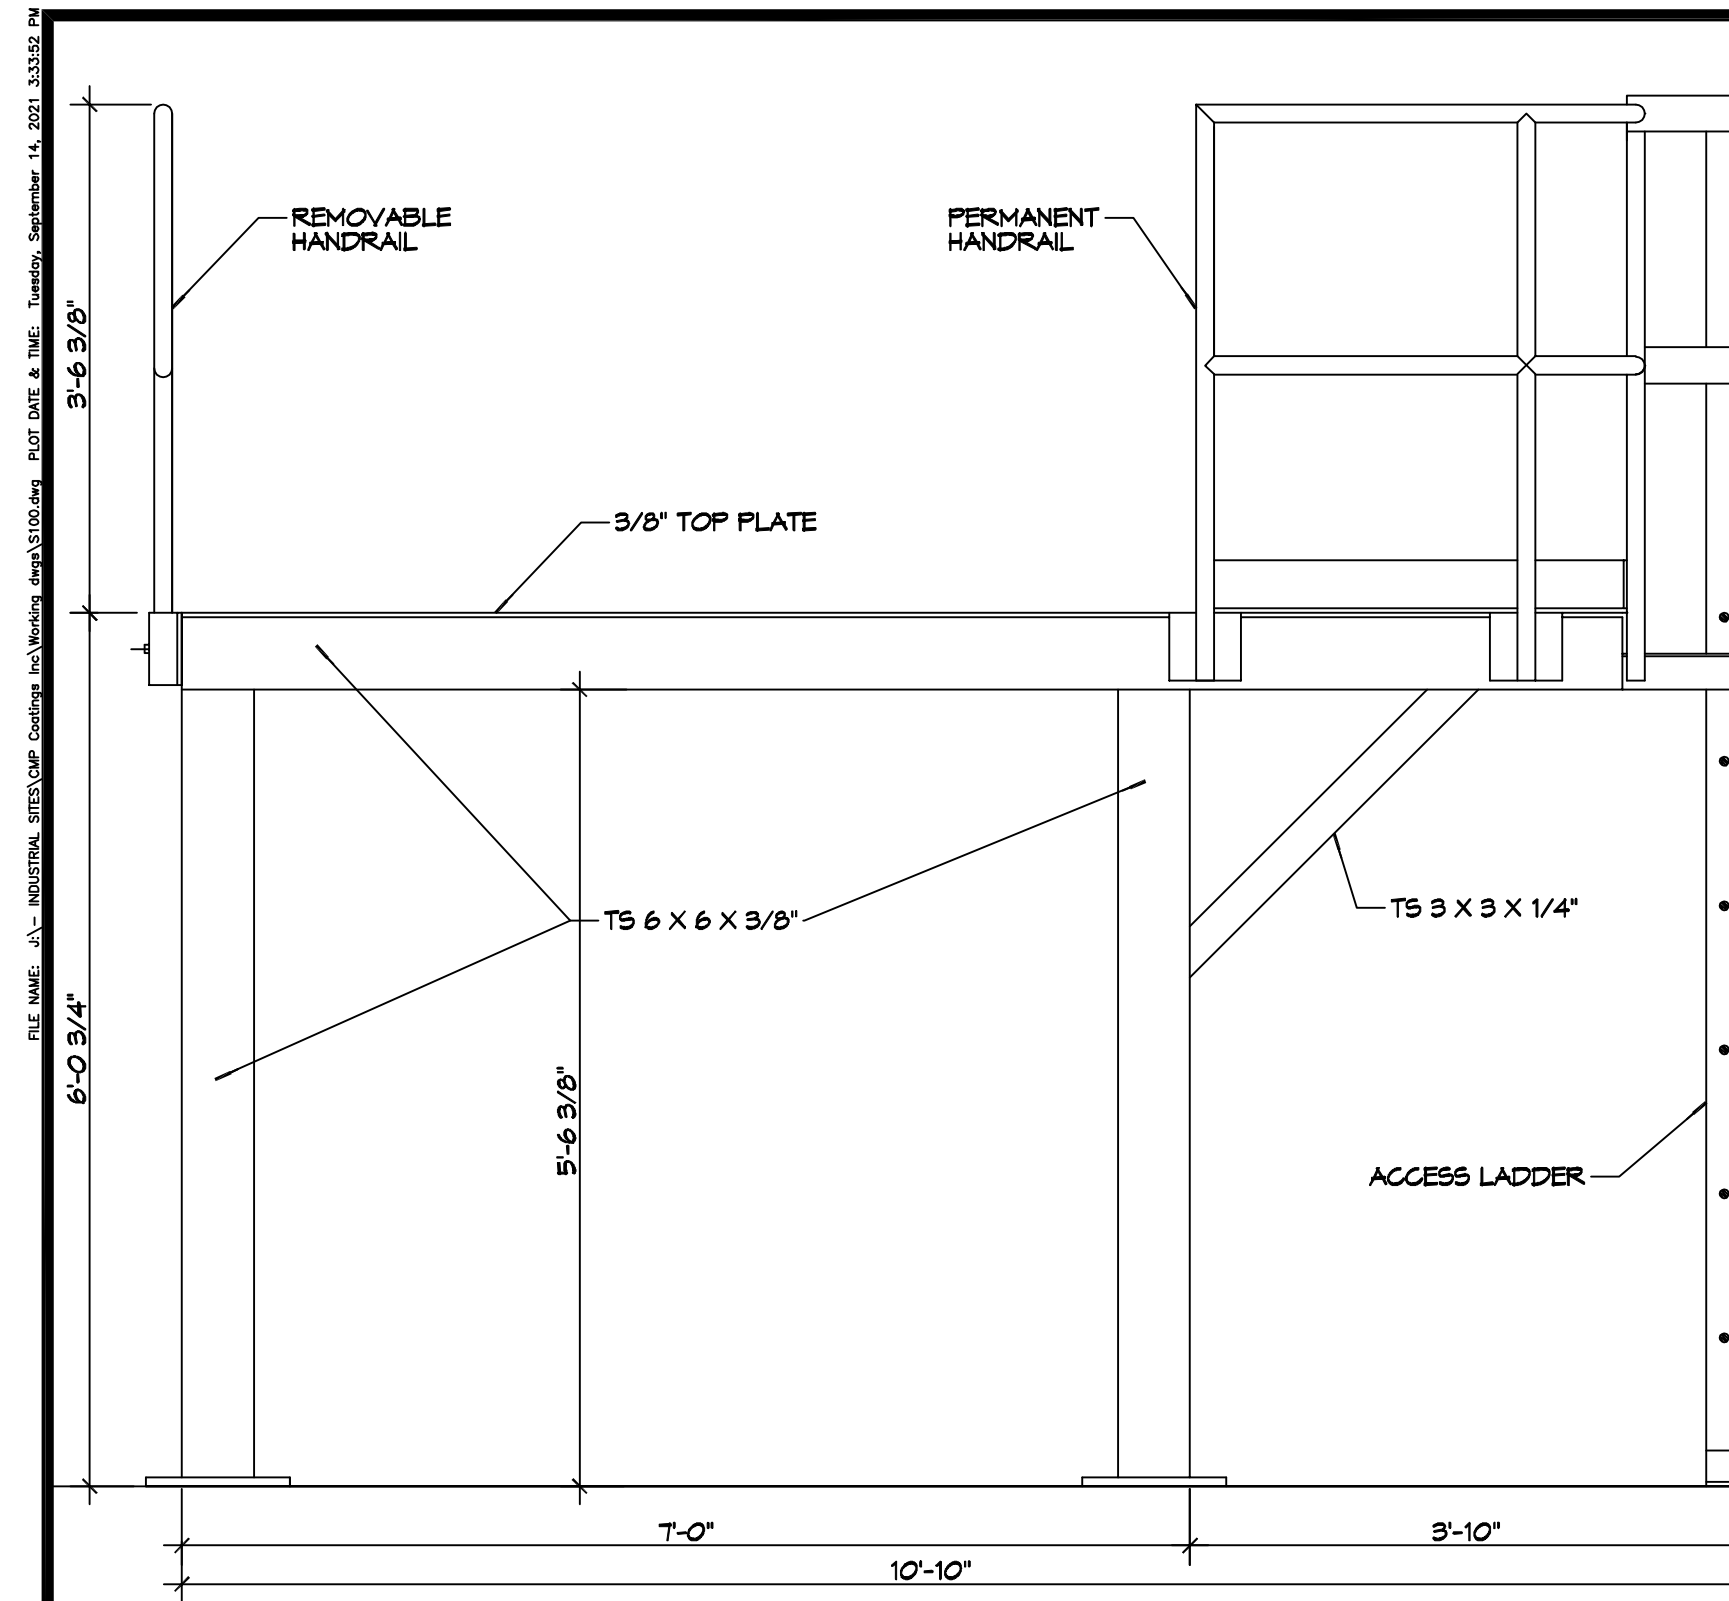 FILE NAME: J:\- INDUSTRIAL SITES\CMP Coatings Inc\Working dwgs\S100.dwg PLOT DATE & TIME: Tuesday, September 14, 2021 3:33:52 PM
REMOVABLE
HANDRAIL
PERMANENT
HANDRAIL
3'-6 3/8"
3/8" TOP PLATE
TS 6 X 6 X 3/8"
TS 3 X 3 X 1/4"
6'-0 3/4"
5'-6 3/8"
ACCESS LADDER
7'-0"
3'-10"
10'-10"